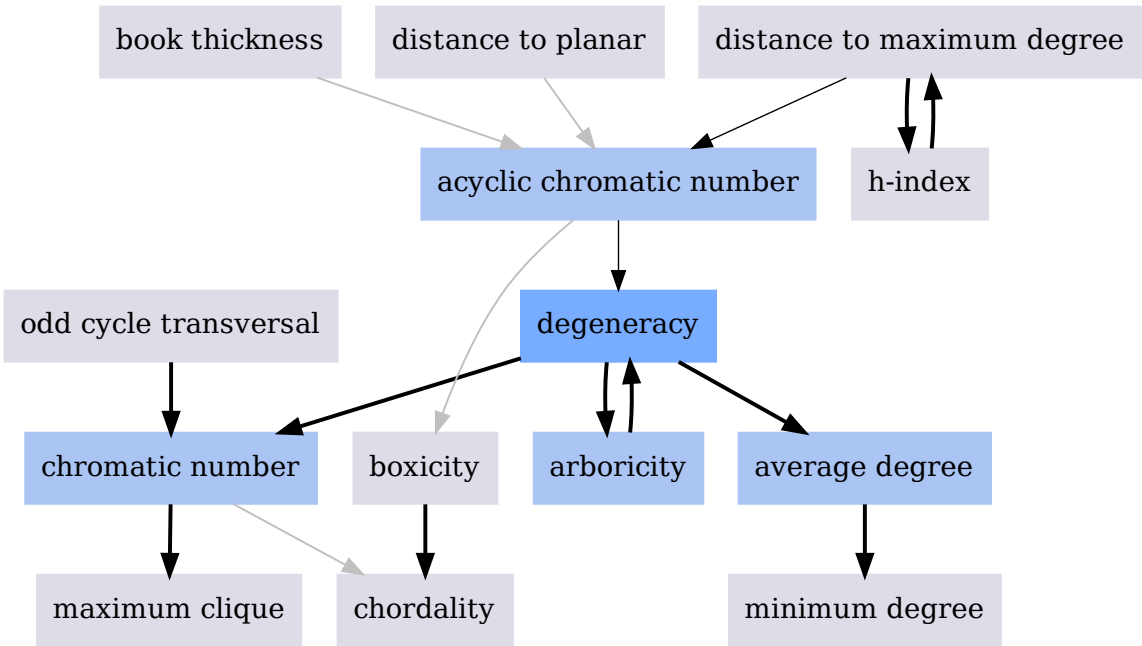 book thickness
distance to planar
distance to maximum degree
acyclic chromatic number
h-index
odd cycle transversal
degeneracy
chromatic number
boxicity
arboricity
average degree
maximum clique
chordality
minimum degree